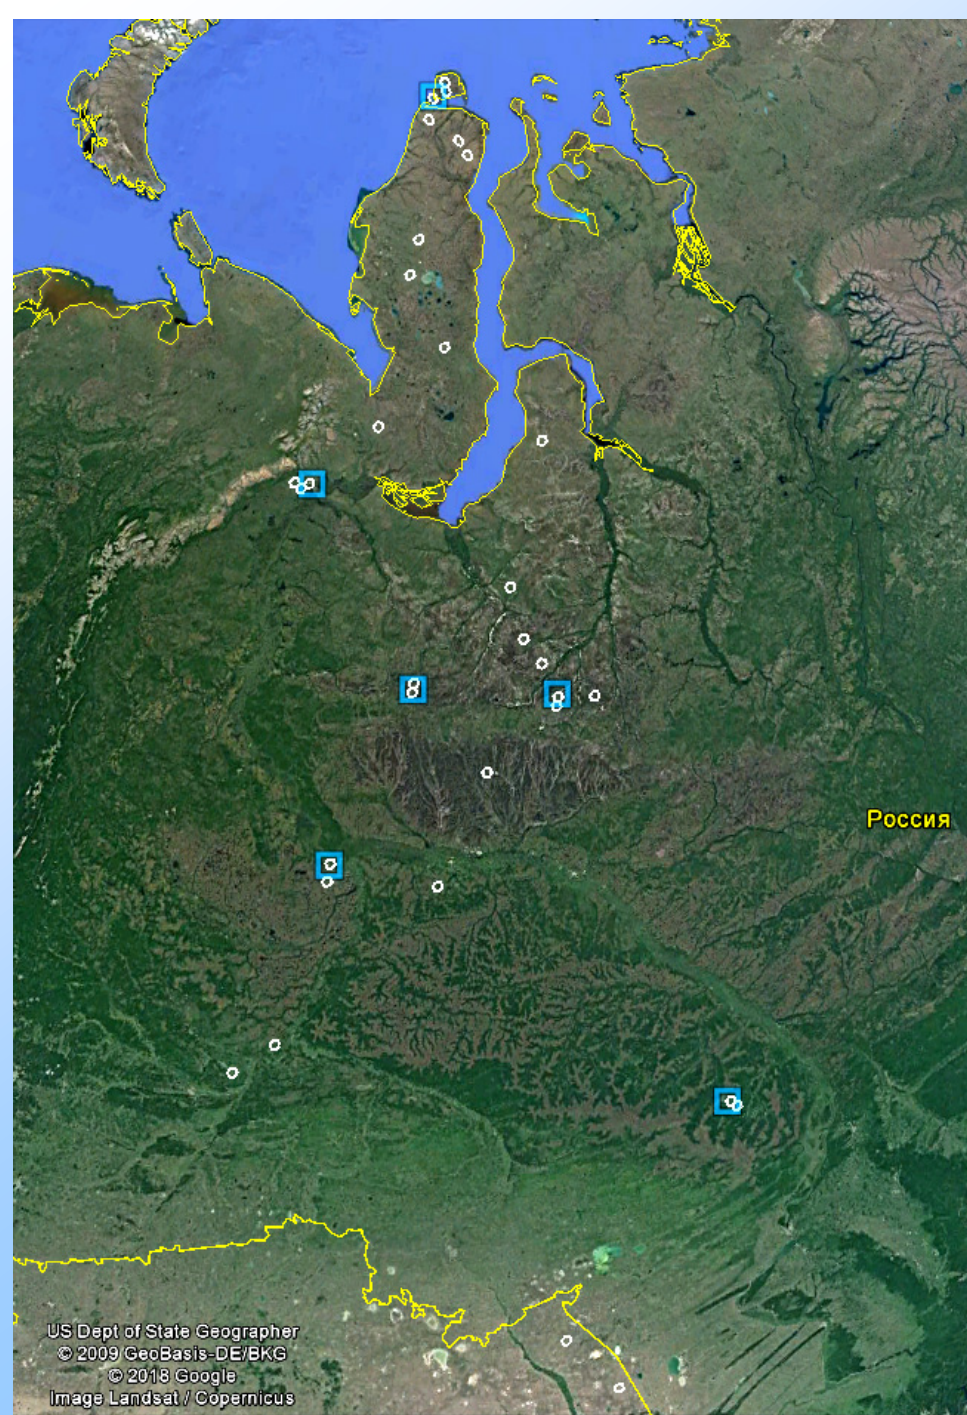 Россия
US Dept of State Geographer
© 2009 GeoBasis-DE/BKG
© 2018 Google
Image Landsat / Copernicus